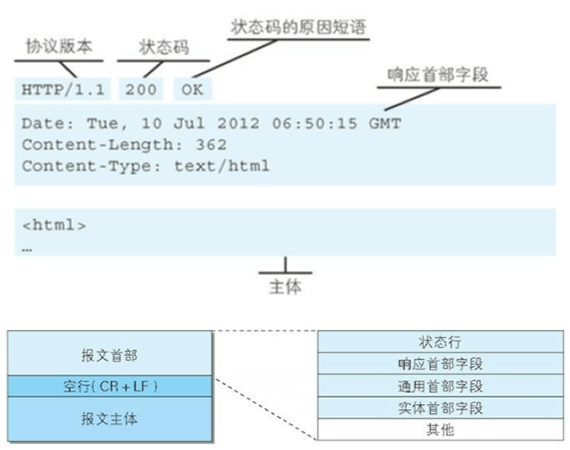 状态码的原因短语
协议版本 状态码
响应首部字段
HTTP/1.1 200 OK
Date: Tue, 10 Jul 2012 06:50:15 GMT
Content-Length: 362
Content-Type: text/html
<html>
…
主体
报文首部
空行( CR + LF )
报文主体
状态行
响应首部字段
通用首部字段
实体首部字段
其他